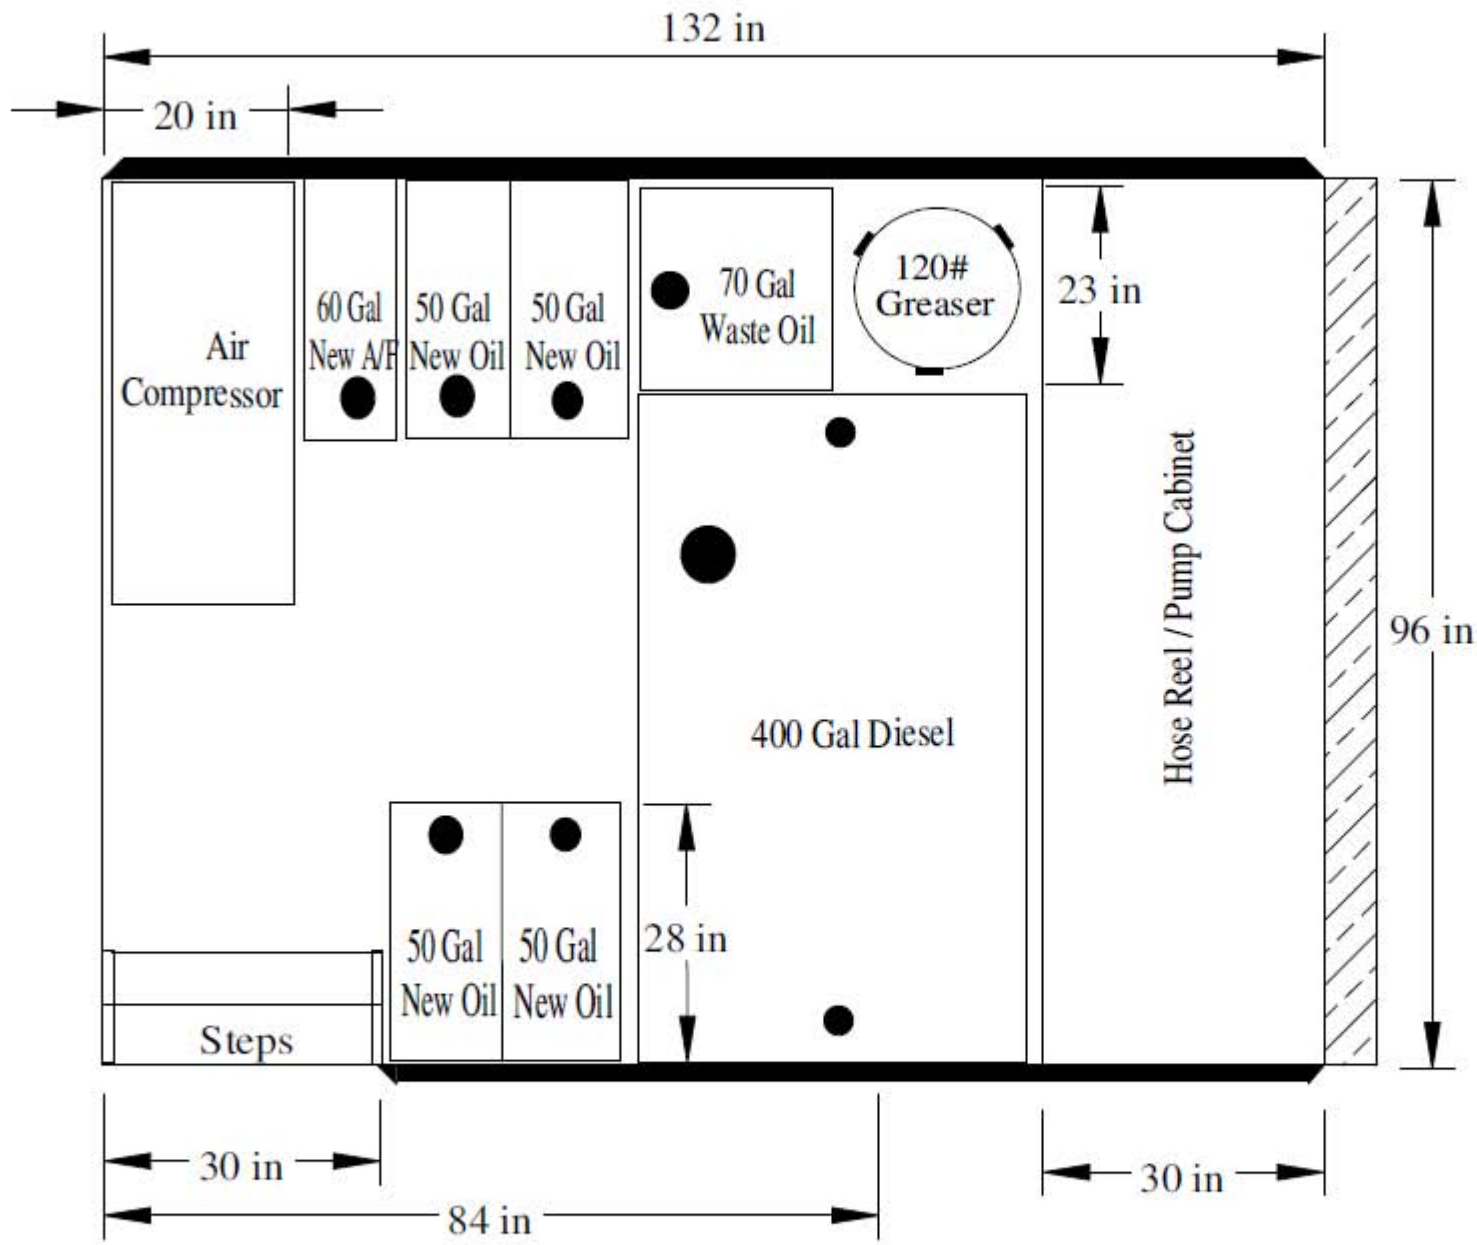 132 in
20 in
Air
Compressor
60 Gal
New A/F
50 Gal
New Oil
50 Gal
New Oil
70 Gal
Waste Oil
120#
Greaser
23 in
Hose Reel / Pump Cabinet
96 in
400 Gal Diesel
50 Gal
New Oil
50 Gal
New Oil
28 in
Steps
30 in
84 in
30 in